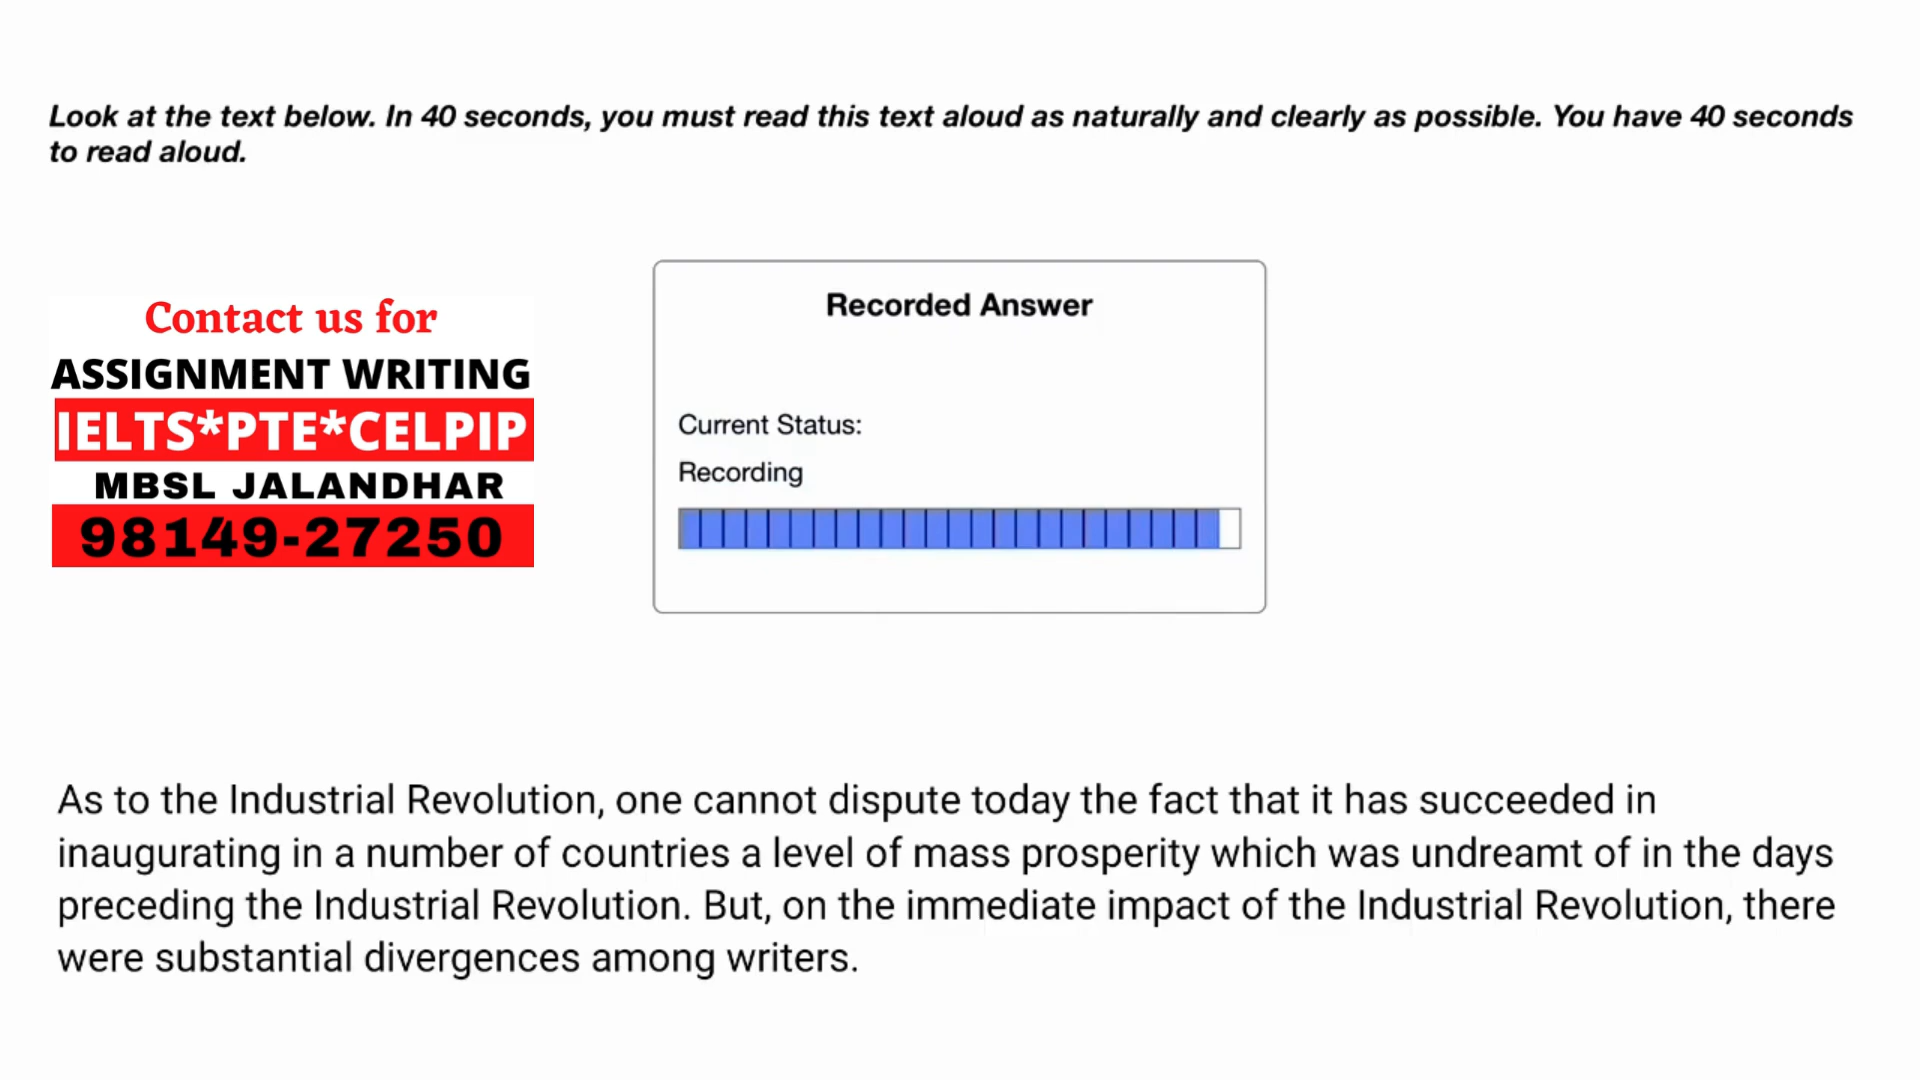 Look at the text below. In 40 seconds, you must read this text aloud as naturally and clearly as possible. You have 40 seconds
to read aloud.
Contact us for
ASSIGNMENT WRITING
IELTS*PTE*CELPIP
MBSL JALANDHAR
98149-27250
Recorded Answer
Current Status:
Recording
As to the Industrial Revolution, one cannot dispute today the fact that it has succeeded in
inaugurating in a number of countries a level of mass prosperity which was undreamt of in the days
preceding the Industrial Revolution. But, on the immediate impact of the Industrial Revolution, there
were substantial divergences among writers.